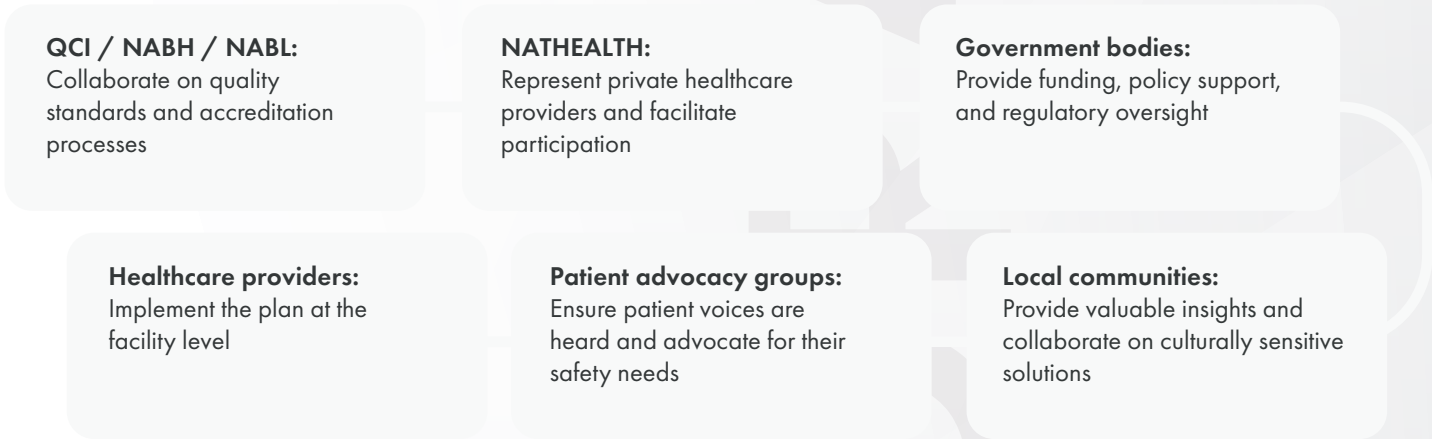 QCI / NABH / NABL:
Collaborate on quality
standards and accreditation
processes
NATHEALTH:
Represent private healthcare
providers and facilitate
participation
Government bodies:
Provide funding, policy support,
and regulatory oversight
Healthcare providers:
Implement the plan at the
facility level
Patient advocacy groups:
Ensure patient voices are
heard and advocate for their
safety needs
Local communities:
Provide valuable insights and
collaborate on culturally sensitive
solutions